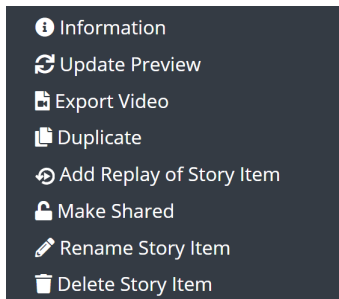 Information
Update Preview
Export Video
Duplicate
Add Replay of Story Item
Make Shared
Rename Story Item
Delete Story Item